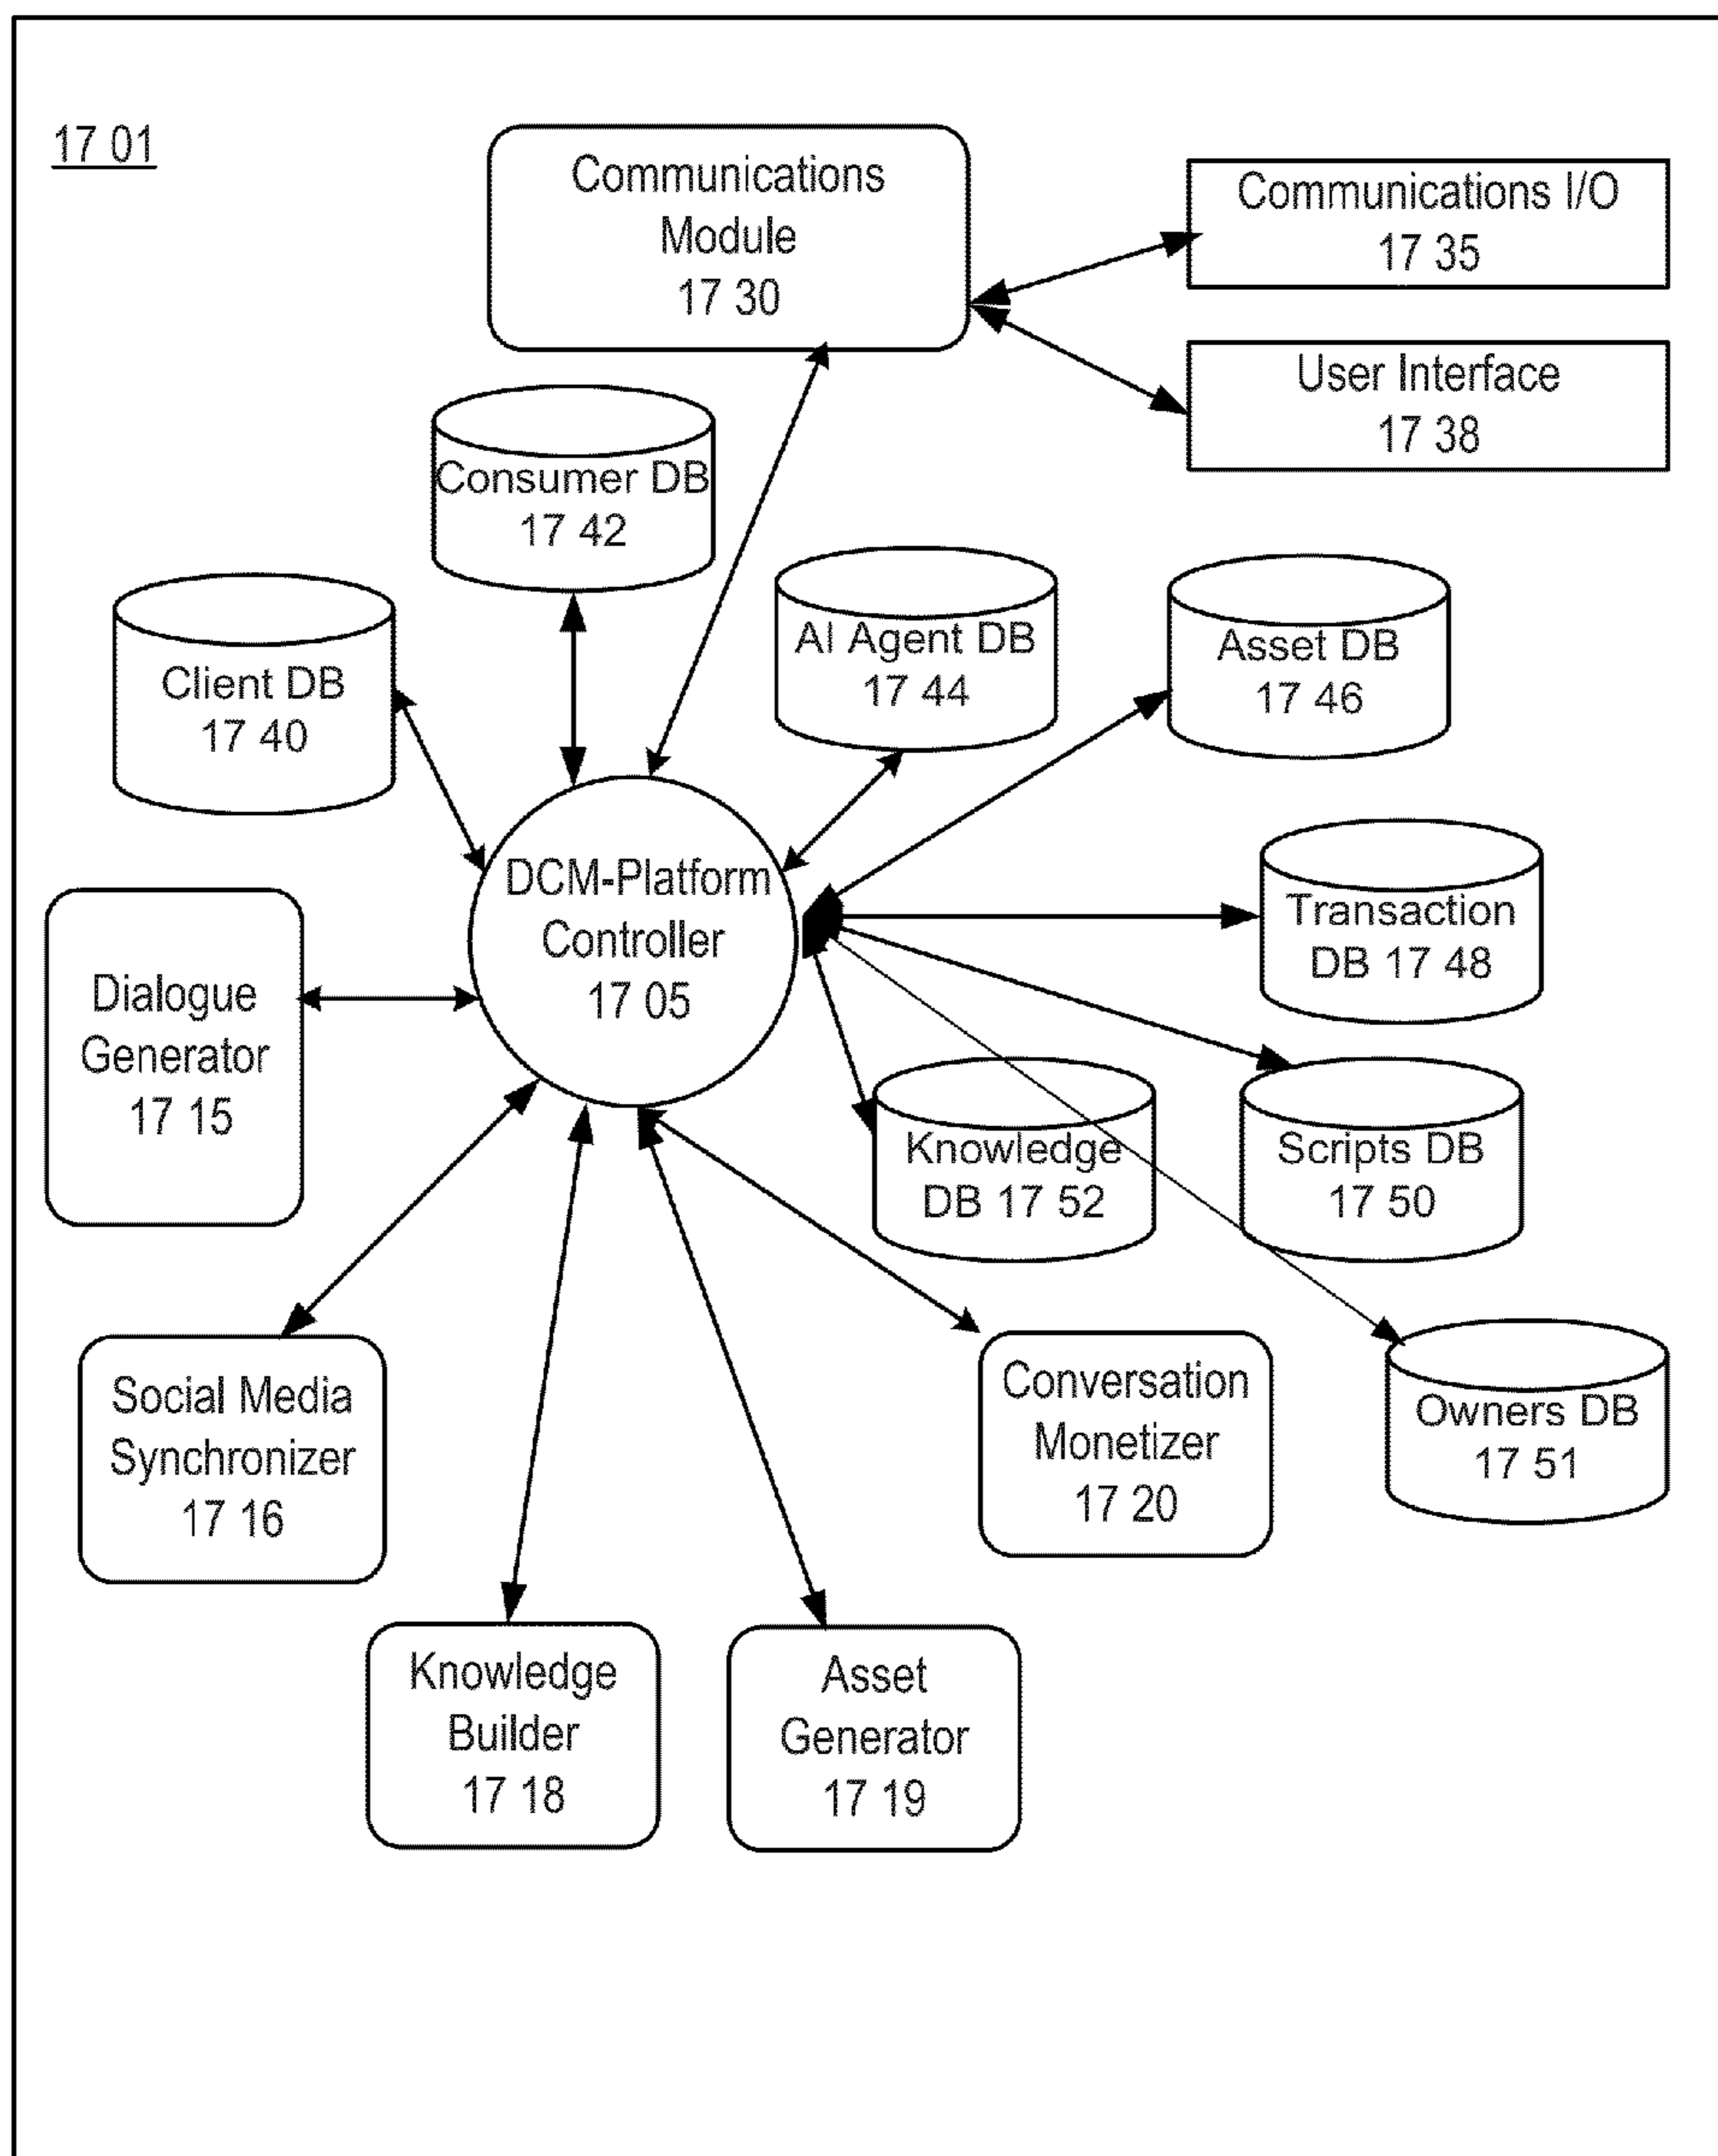 17 01
Communications
Module
17 30
Communications I/O
17 35
User Interface
17 38
Consumer DB
17 42
Client DB
17 40
AI Agent DB
17 44
Asset DB
17 46
DCM-Platform
Controller
17 05
Transaction
DB 17 48
Dialogue
Generator
17 15
Knowledge
DB 17 52
Scripts DB
17 50
Social Media
Synchronizer
17 16
Conversation
Monetizer
17 20
Owners DB
17 51
Knowledge
Builder
17 18
Asset
Generator
17 19